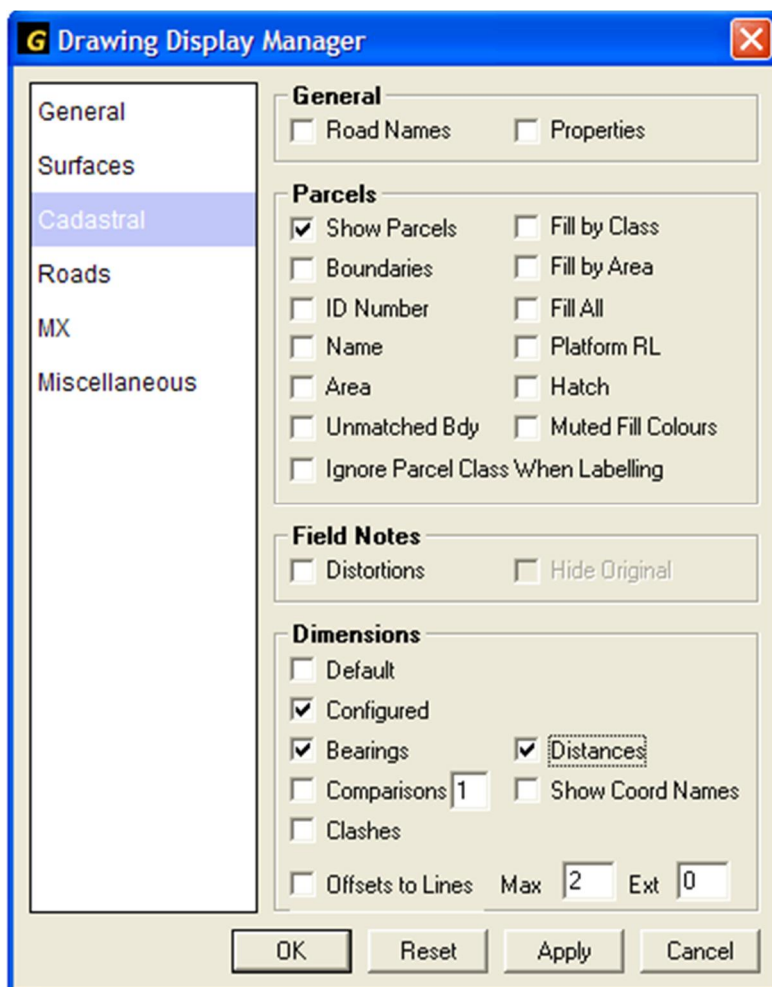 G Drawing Display Manager
General
Surfaces
Cadastral
Roads
MX
Miscellaneous
General
Road Names Properties
Parcels
Show Parcels Fill by Class
Boundaries Fill by Area
ID Number Fill All
Name Platform RL
Area Hatch
Unmatched Bdy Muted Fill Colours
Ignore Parcel Class When Labelling
Field Notes
Distortions Hide Original
Dimensions
Default
Configured
Bearings Distances
Comparisons 1 Show Coord Names
Clashes
Offsets to Lines Max 2 Ext 0
OK Reset Apply Cancel